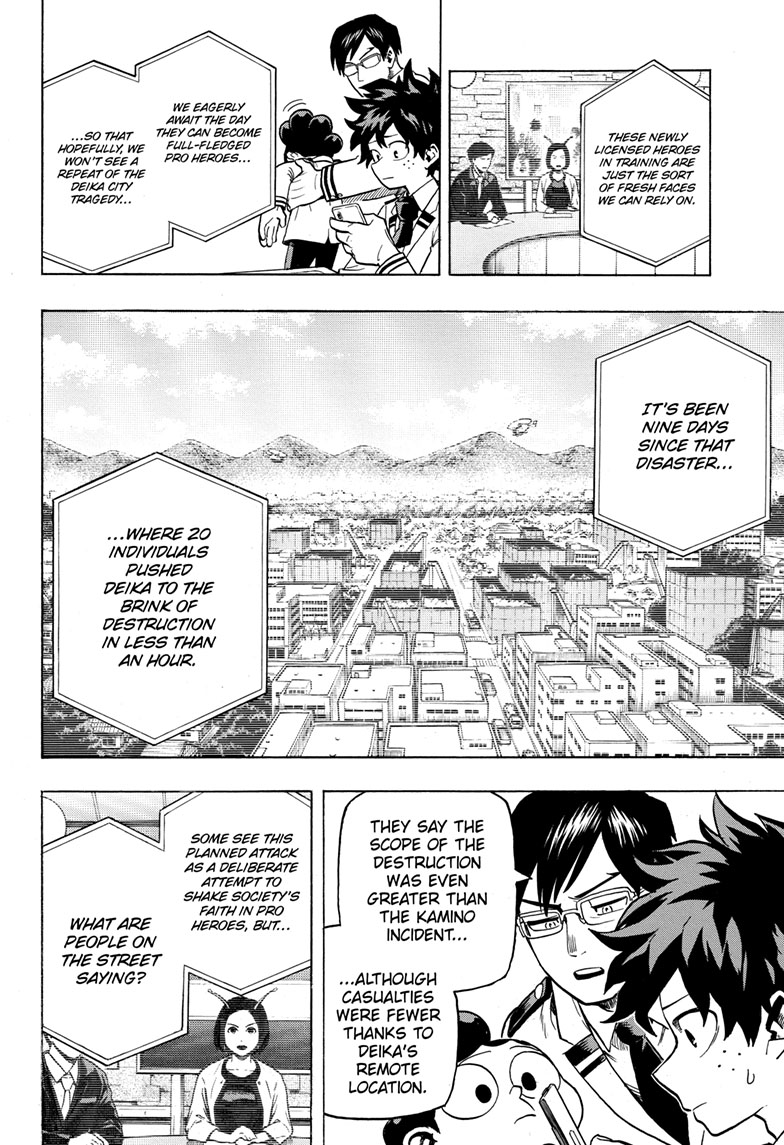 THESE NEWLY
LICENSED HEROES
IN TRAINING ARE
JUST THE SORT
OF FRESH FACES
WE CAN RELY ON.
WE EAGERLY
AWAIT THE DAY
THEY CAN BECOME
FULL-FLEDGED
PRO HEROES...
...SO THAT
HOPEFULLY, WE
WON'T SEE A
REPEAT OF THE
DEIKA CITY
TRAGEDY...
IT'S BEEN
NINE DAYS
SINCE THAT
DISASTER...
...WHERE 20
INDIVIDUALS
PUSHED
DEIKA TO THE
BRINK OF
DESTRUCTION
IN LESS THAN
AN HOUR.
THEY SAY THE
SCOPE OF THE
DESTRUCTION
WAS EVEN
GREATER THAN
THE KAMINO
INCIDENT...
...ALTHOUGH
CASUALTIES
WERE FEWER
THANKS TO
DEIKA'S
REMOTE
LOCATION.
SOME SEE THIS
PLANNED ATTACK
AS A DELIBERATE
ATTEMPT TO
SHAKE SOCIETY'S
FAITH IN PRO
HEROES, BUT...
WHAT ARE
PEOPLE ON
THE STREET
SAYING?